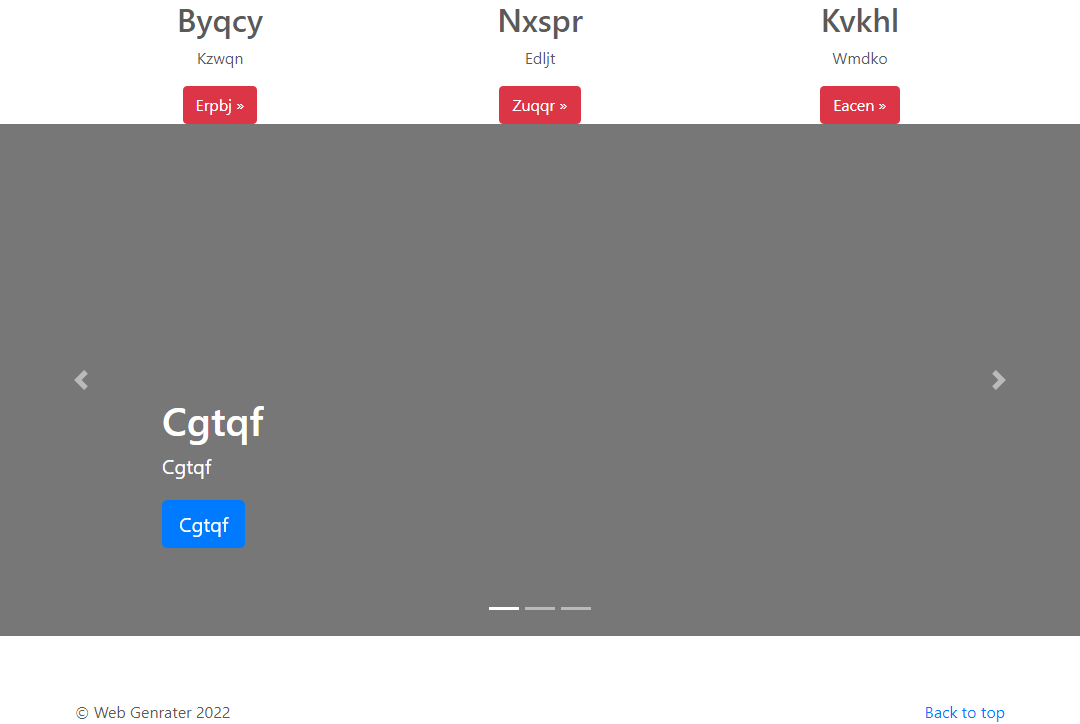 Byqcy Nxspr Kvkhl
Kzwqn Edljt Wmdko
Erpbj » Zuqqr » Eacen »
Cgtqf
Cgtqf
Cgtqf
© Web Genrater 2022 Back to top